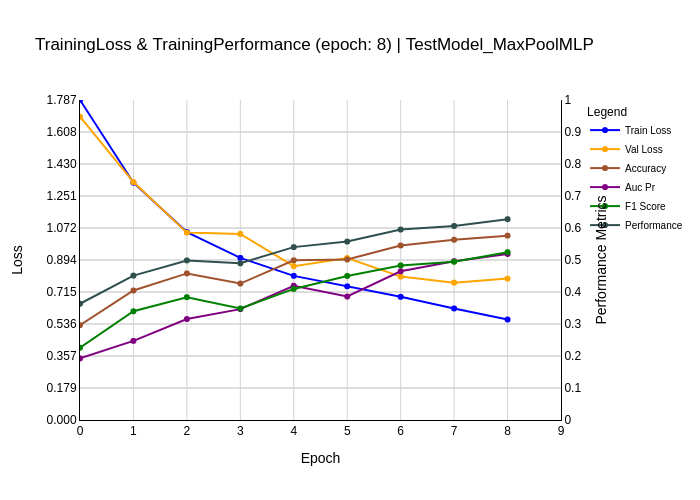 TrainingLoss & TrainingPerformance (epoch: 8) | TestModel_MaxPoolMLP
Loss
1.787
1.608
1.430
1.251
1.072
0.894
0.715
0.536
0.357
0.179
0.000
0 1 2 3 4 5 6 7 8 9
Epoch
1
0.9
0.8
0.7
0.6
0.5
0.4
0.3
0.2
0.1
0
Performance Metrics
Legend
Train Loss
Val Loss
Accuracy
Auc Pr
F1 Score
Performance